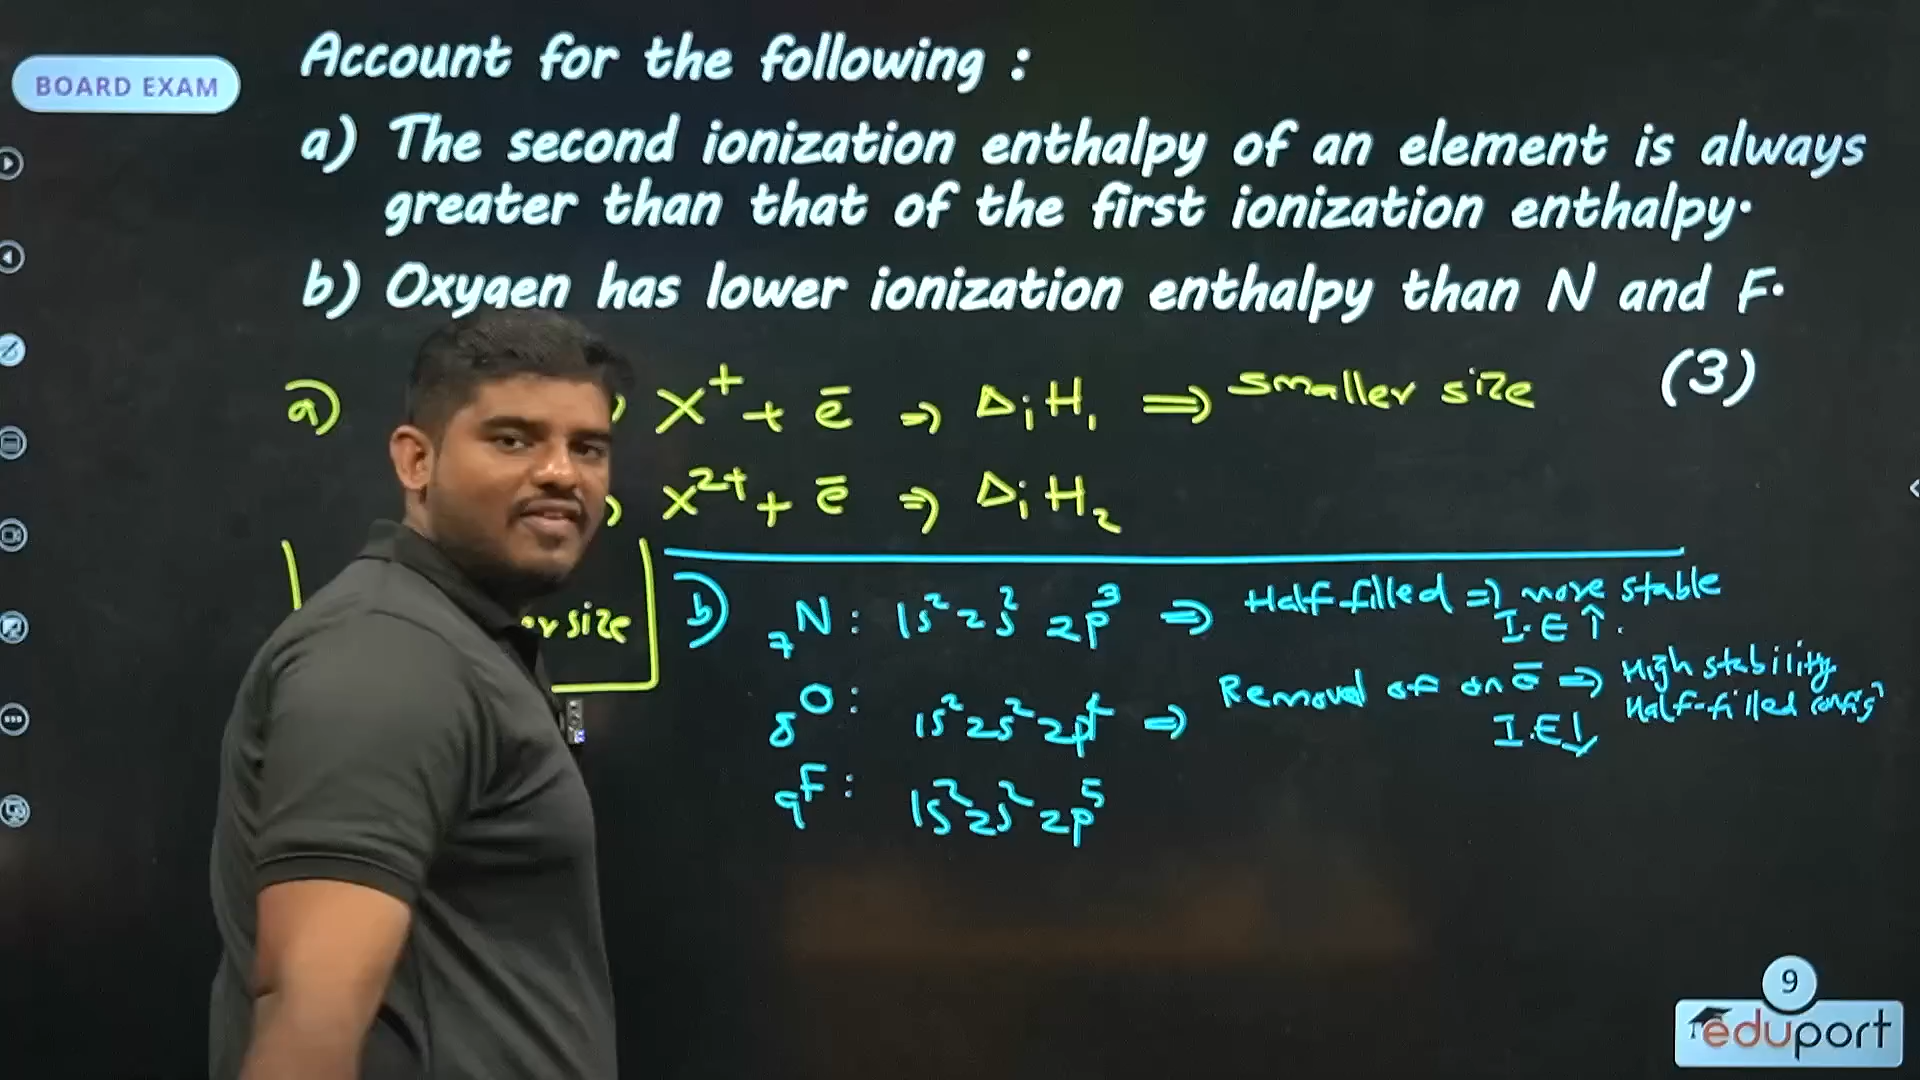 BOARD EXAM
Account for the following :
a) The second ionization enthalpy of an element is always
greater than that of the first ionization enthalpy.
b) Oxygen has lower ionization enthalpy than N and F.
(3)
a) X⁺ + ē ⇒ ΔᵢH₁ ⇒ smaller size
X²⁺ + ē ⇒ ΔᵢH₂
size
b) ₇N : 1s² 2s² 2p³ ⇒ Half filled ⇒ more stable
I.E ↑.
₈O : 1s² 2s² 2p⁴ ⇒ Removal of an ē ⇒ High stability
Half-filled
I.E ↓
₉F : 1s² 2s² 2p⁵
9
eduport